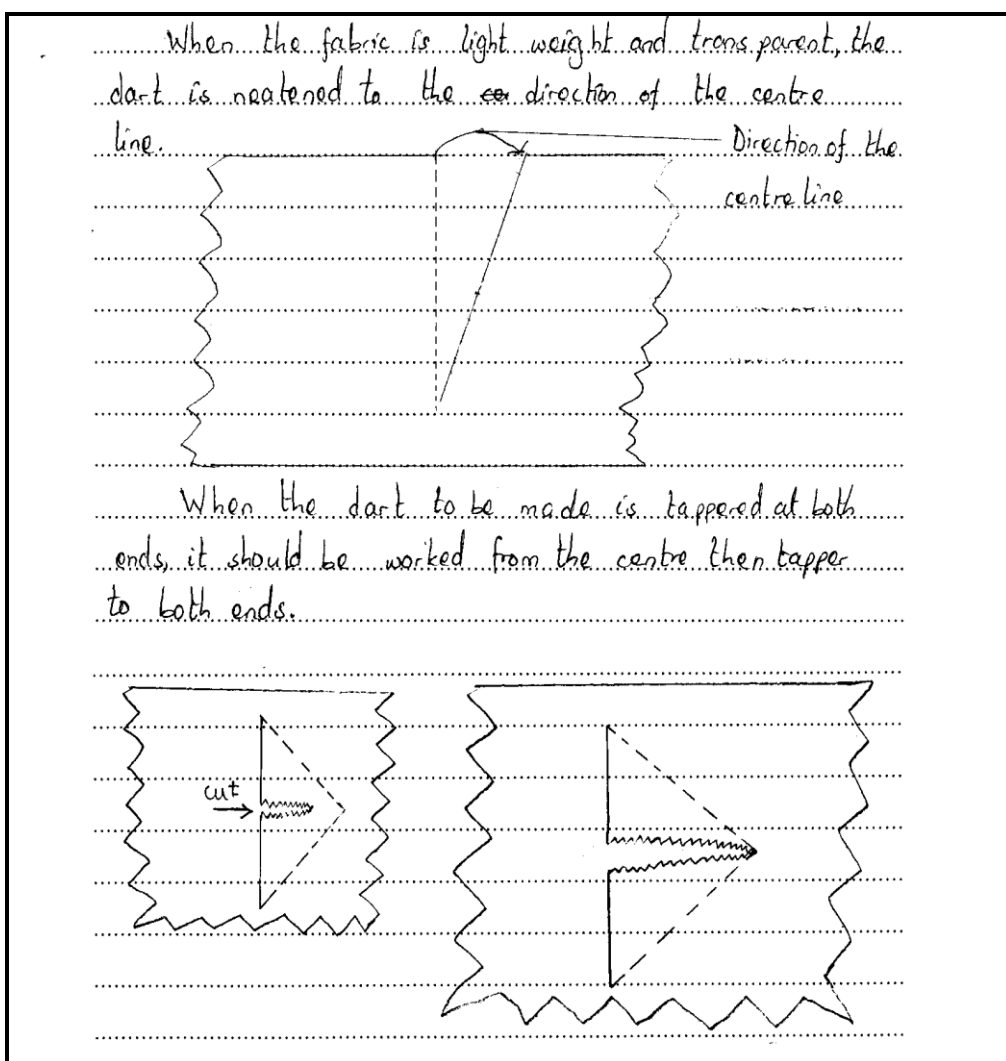 When the fabric is light weight and transparent, the
dart is neatened to the direction of the centre
line.
Direction of the
centre line
When the dart to be made is tappered at both
ends, it should be worked from the centre then tapper
to both ends.
cut